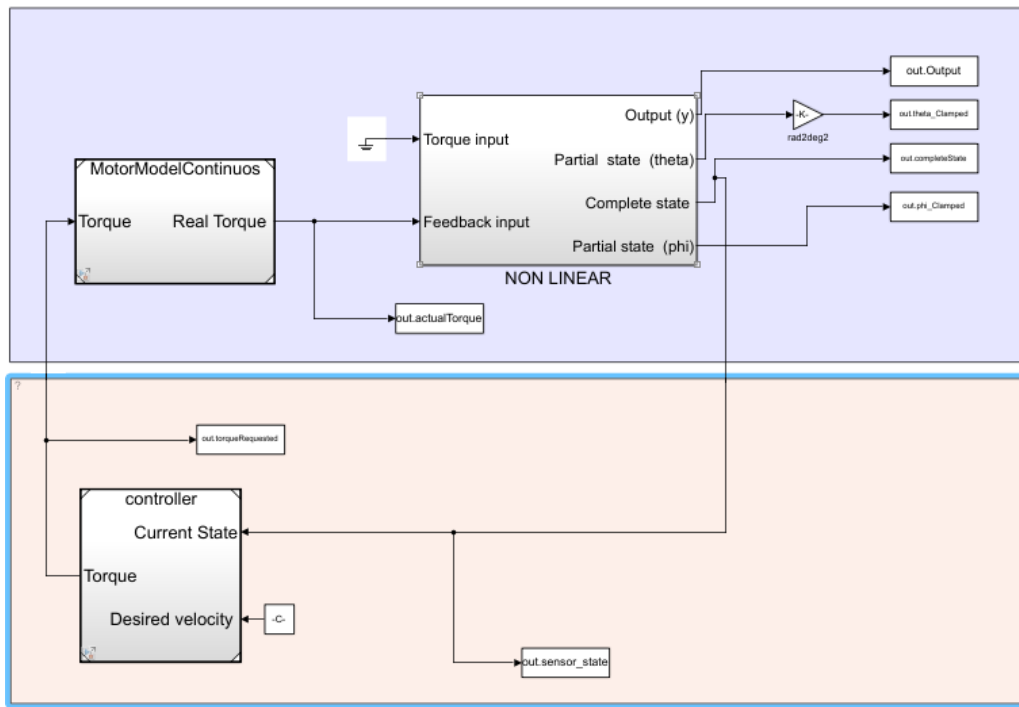 out.Output
Output (y)
-K-
out.theta_Clamped
rad2deg2
Torque input
Partial state (theta)
out.completeState
MotorModelContinuos
Complete state
out.phi_Clamped
Torque
Real Torque
Feedback input
Partial state (phi)
NON LINEAR
out.actualTorque
?
out.torqueRequested
controller
Current State
Torque
Desired velocity
-C-
out.sensor_state